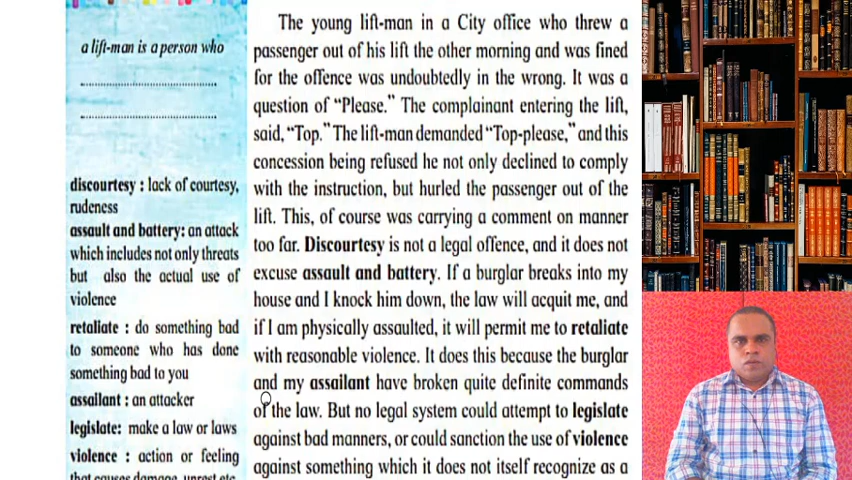 a lift-man is a person who
discourtesy : lack of courtesy,
rudeness
assault and battery: an attack
which includes not only threats
but also the actual use of
violence
retaliate : do something bad
to someone who has done
something bad to you
assailant : an attacker
legislate: make a law or laws
violence : action or feeling
that causes damage, unrest etc.
The young lift-man in a City office who threw a
passenger out of his lift the other morning and was fined
for the offence was undoubtedly in the wrong. It was a
question of “Please.” The complainant entering the lift,
said, “Top.” The lift-man demanded “Top-please,” and this
concession being refused he not only declined to comply
with the instruction, but hurled the passenger out of the
lift. This, of course was carrying a comment on manner
too far. Discourtesy is not a legal offence, and it does not
excuse assault and battery. If a burglar breaks into my
house and I knock him down, the law will acquit me, and
if I am physically assaulted, it will permit me to retaliate
with reasonable violence. It does this because the burglar
and my assailant have broken quite definite commands
of the law. But no legal system could attempt to legislate
against bad manners, or could sanction the use of violence
against something which it does not itself recognize as a